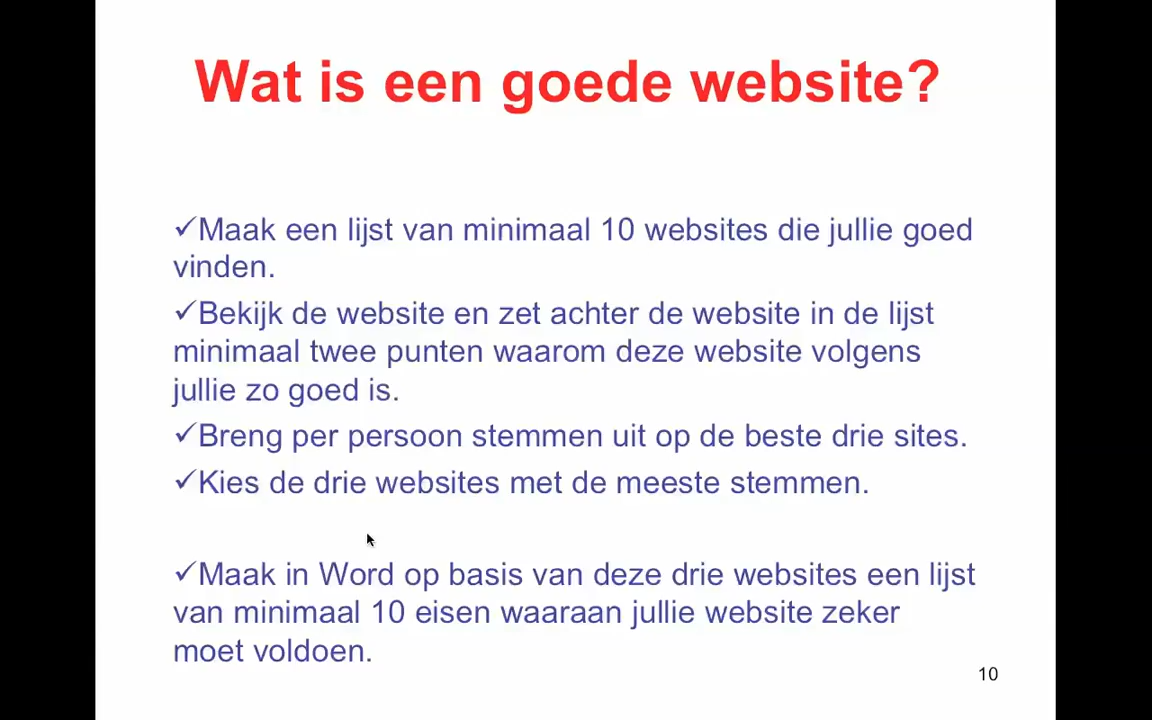 Wat is een goede website?
✓Maak een lijst van minimaal 10 websites die jullie goed
vinden.
✓Bekijk de website en zet achter de website in de lijst
minimaal twee punten waarom deze website volgens
jullie zo goed is.
✓Breng per persoon stemmen uit op de beste drie sites.
✓Kies de drie websites met de meeste stemmen.
✓Maak in Word op basis van deze drie websites een lijst
van minimaal 10 eisen waaraan jullie website zeker
moet voldoen.
10